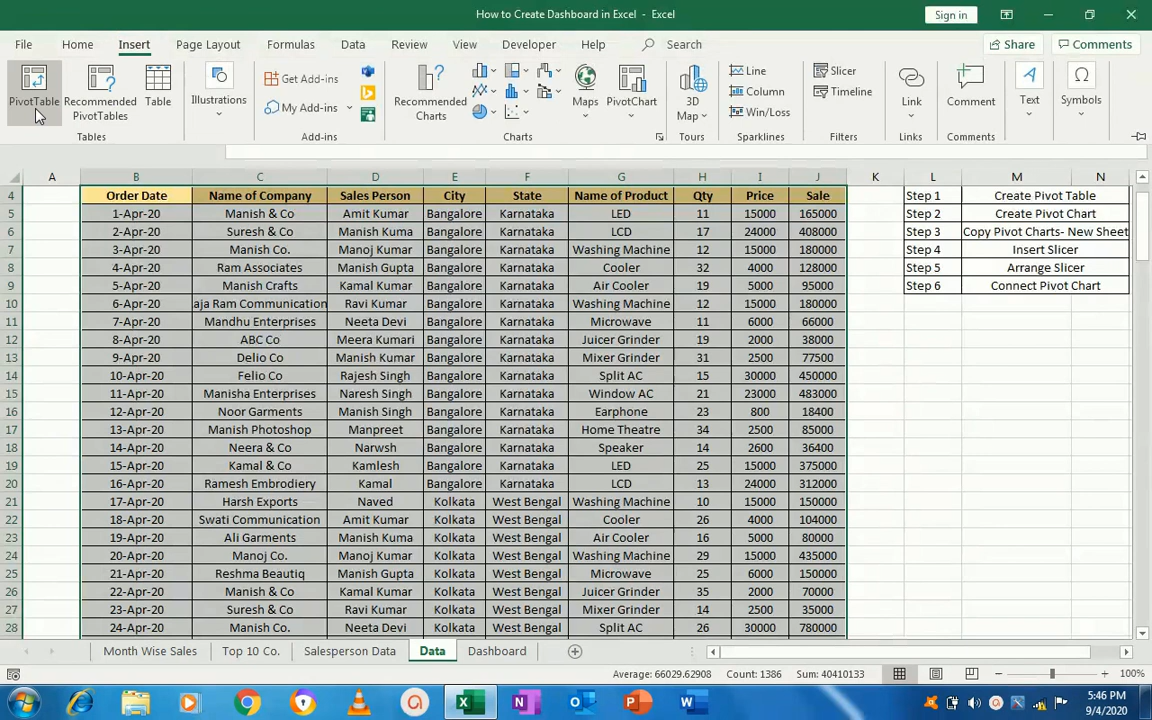 How to Create Dashboard in Excel - Excel
Sign in
File Home Insert Page Layout Formulas Data Review View Developer Help Search Share Comments
PivotTable Recommended PivotTables Table Illustrations Get Add-ins My Add-ins Recommended Charts Maps PivotChart 3D Map Line Column Win/Loss Slicer Timeline Link Comment Text Symbols
Tables Add-ins Charts Tours Sparklines Filters Links Comments
A B C D E F G H I J K L M N
4 Order Date Name of Company Sales Person City State Name of Product Qty Price Sale Step 1 Create Pivot Table
5 1-Apr-20 Manish & Co Amit Kumar Bangalore Karnataka LED 11 15000 165000 Step 2 Create Pivot Chart
6 2-Apr-20 Suresh & Co Manish Kuma Bangalore Karnataka LCD 17 24000 408000 Step 3 Copy Pivot Charts- New Sheet
7 3-Apr-20 Manish Co. Manoj Kumar Bangalore Karnataka Washing Machine 12 15000 180000 Step 4 Insert Slicer
8 4-Apr-20 Ram Associates Manish Gupta Bangalore Karnataka Cooler 32 4000 128000 Step 5 Arrange Slicer
9 5-Apr-20 Manish Crafts Kamal Kumar Bangalore Karnataka Air Cooler 19 5000 95000 Step 6 Connect Pivot Chart
10 6-Apr-20 aja Ram Communication Ravi Kumar Bangalore Karnataka Washing Machine 12 15000 180000
11 7-Apr-20 Mandhu Enterprises Neeta Devi Bangalore Karnataka Microwave 11 6000 66000
12 8-Apr-20 ABC Co Meera Kumari Bangalore Karnataka Juicer Grinder 19 2000 38000
13 9-Apr-20 Delio Co Manish Kumar Bangalore Karnataka Mixer Grinder 31 2500 77500
14 10-Apr-20 Felio Co Rajesh Singh Bangalore Karnataka Split AC 15 30000 450000
15 11-Apr-20 Manisha Enterprises Naresh Singh Bangalore Karnataka Window AC 21 23000 483000
16 12-Apr-20 Noor Garments Manish Singh Bangalore Karnataka Earphone 23 800 18400
17 13-Apr-20 Manish Photoshop Manpreet Bangalore Karnataka Home Theatre 34 2500 85000
18 14-Apr-20 Neera & Co Narwsh Bangalore Karnataka Speaker 14 2600 36400
19 15-Apr-20 Kamal & Co Kamlesh Bangalore Karnataka LED 25 15000 375000
20 16-Apr-20 Ramesh Embrodiery Kamal Bangalore Karnataka LCD 13 24000 312000
21 17-Apr-20 Harsh Exports Naved Kolkata West Bengal Washing Machine 10 15000 150000
22 18-Apr-20 Swati Communication Amit Kumar Kolkata West Bengal Cooler 26 4000 104000
23 19-Apr-20 Ali Garments Manish Kuma Kolkata West Bengal Air Cooler 16 5000 80000
24 20-Apr-20 Manoj Co. Manoj Kumar Kolkata West Bengal Washing Machine 29 15000 435000
25 21-Apr-20 Reshma Beautiq Manish Gupta Kolkata West Bengal Microwave 25 6000 150000
26 22-Apr-20 Manish & Co Kamal Kumar Kolkata West Bengal Juicer Grinder 35 2000 70000
27 23-Apr-20 Suresh & Co Ravi Kumar Kolkata West Bengal Mixer Grinder 14 2500 35000
28 24-Apr-20 Manish Co. Neeta Devi Kolkata West Bengal Split AC 26 30000 780000
Month Wise Sales Top 10 Co. Salesperson Data Data Dashboard
Average: 66029.62908 Count: 1386 Sum: 40410133 100%
5:46 PM
9/4/2020